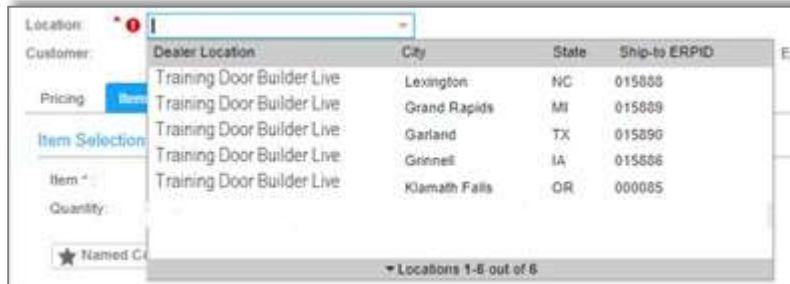 Location: * !
Customer: E
Dealer Location City State Ship-to ERPID
Training Door Builder Live Lexington NC 015888
Training Door Builder Live Grand Rapids MI 015889
Training Door Builder Live Garland TX 015890
Training Door Builder Live Grinnell IA 015886
Training Door Builder Live Klamath Falls OR 000085
Pricing Item
Item Selection
Item * :
Quantity:
Named
Locations 1-6 out of 6